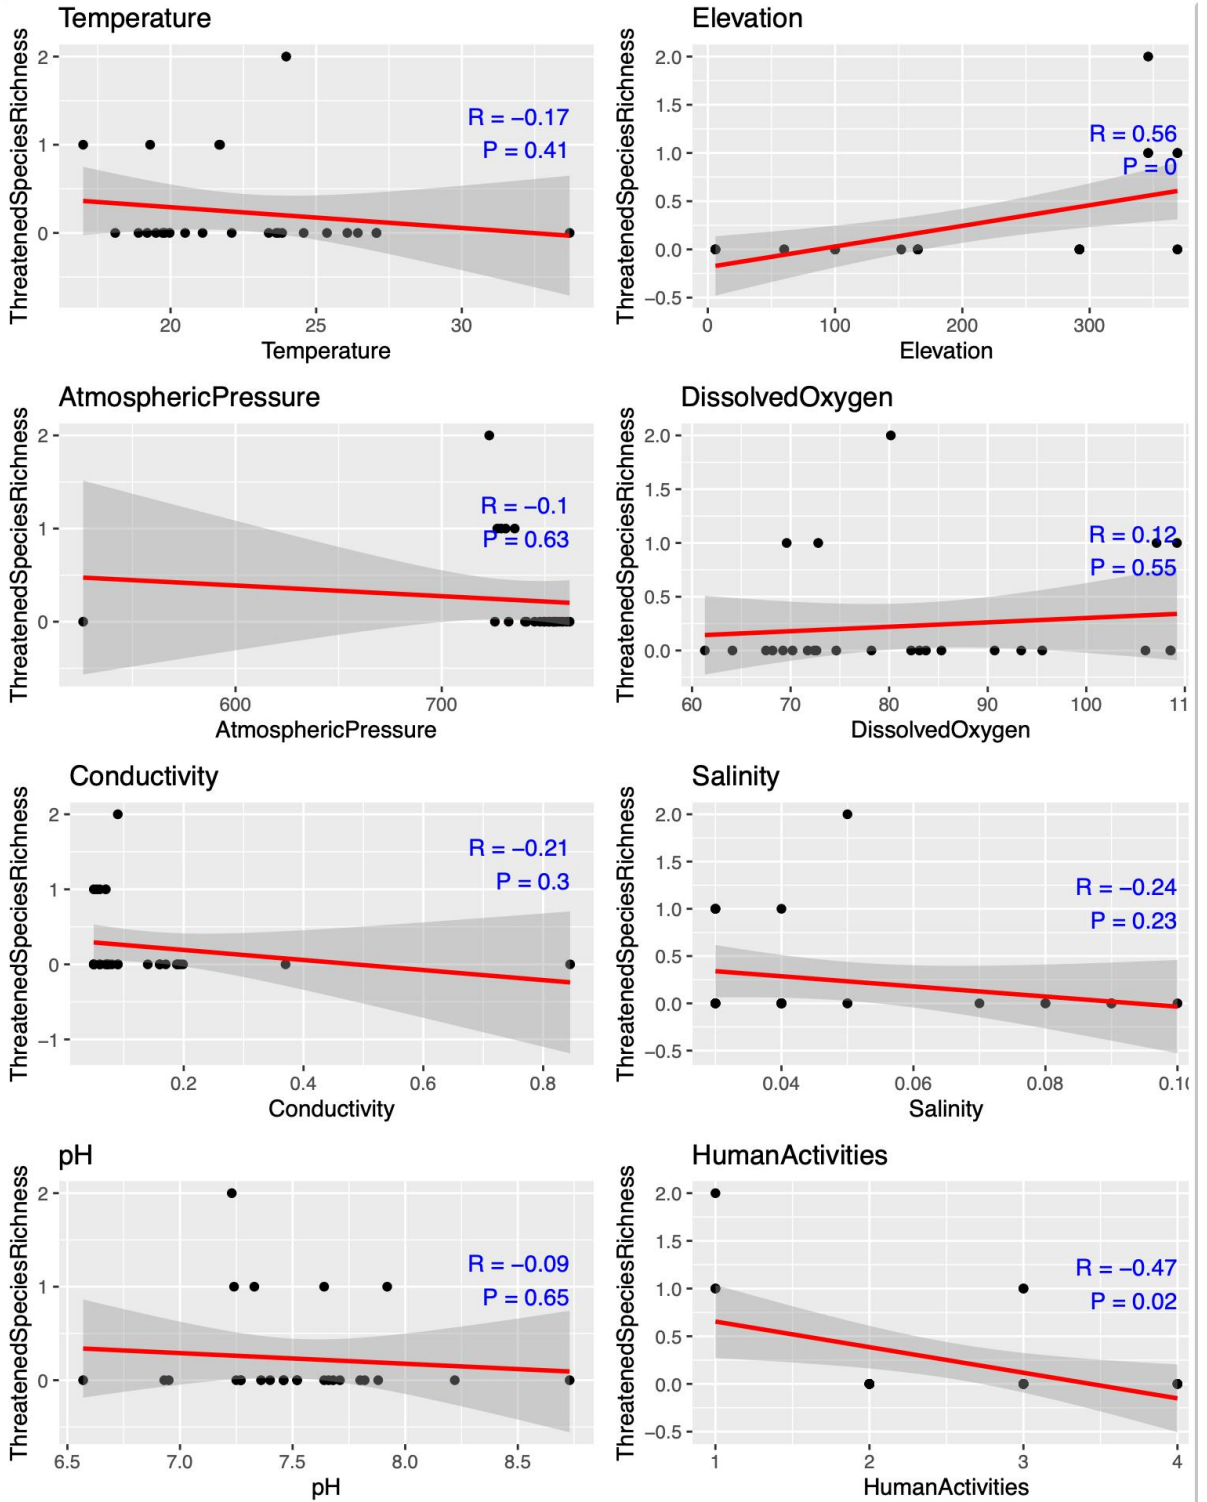 Temperature
ThreatenedSpeciesRichness
2
1
0
R = −0.17
P = 0.41
20 25 30
Temperature
Elevation
ThreatenedSpeciesRichness
2.0
1.5
1.0
0.5
0.0
−0.5
R = 0.56
P = 0
0 100 200 300
Elevation
AtmosphericPressure
ThreatenedSpeciesRichness
2
1
0
R = −0.1
P = 0.63
600 700
AtmosphericPressure
DissolvedOxygen
ThreatenedSpeciesRichness
2.0
1.5
1.0
0.5
0.0
R = 0.12
P = 0.55
60 70 80 90 100 11
DissolvedOxygen
Conductivity
ThreatenedSpeciesRichness
2
1
0
−1
R = −0.21
P = 0.3
0.2 0.4 0.6 0.8
Conductivity
Salinity
ThreatenedSpeciesRichness
2.0
1.5
1.0
0.5
0.0
−0.5
R = −0.24
P = 0.23
0.04 0.06 0.08 0.10
Salinity
pH
ThreatenedSpeciesRichness
2
1
0
R = −0.09
P = 0.65
6.5 7.0 7.5 8.0 8.5
pH
HumanActivities
ThreatenedSpeciesRichness
2.0
1.5
1.0
0.5
0.0
−0.5
R = −0.47
P = 0.02
1 2 3 4
HumanActivities